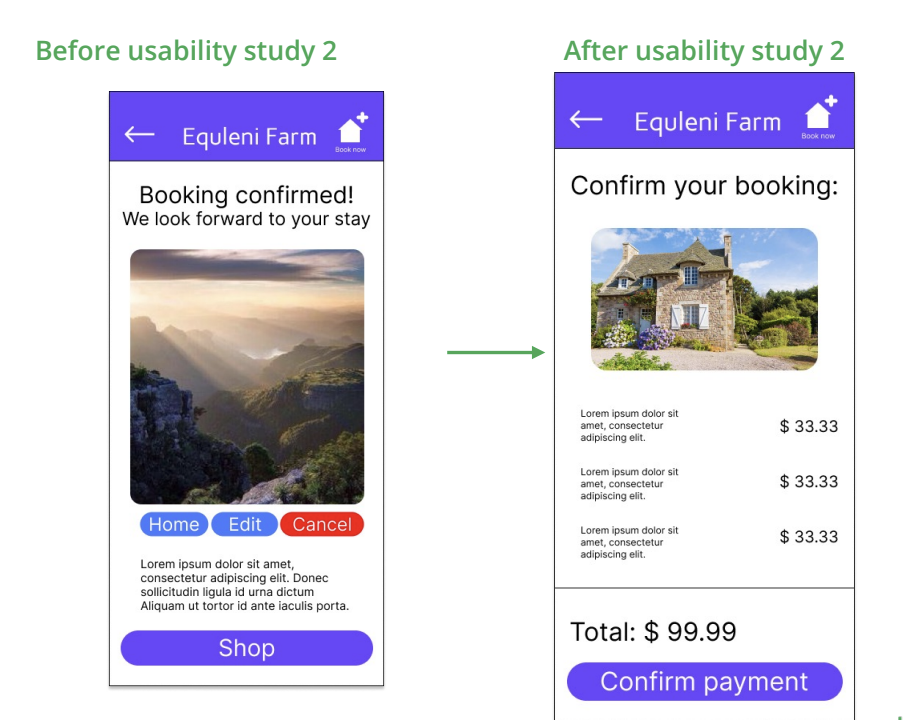 Before usability study 2
Equleni Farm
Book now
Booking confirmed!
We look forward to your stay
Home
Edit
Cancel
Lorem ipsum dolor sit amet,
consectetur adipiscing elit. Donec
sollicitudin ligula id urna dictum
Aliquam ut tortor id ante iaculis porta.
Shop
After usability study 2
Equleni Farm
Book now
Confirm your booking:
Lorem ipsum dolor sit
amet, consectetur
adipiscing elit.
$ 33.33
Lorem ipsum dolor sit
amet, consectetur
adipiscing elit.
$ 33.33
Lorem ipsum dolor sit
amet, consectetur
adipiscing elit.
$ 33.33
Total: $ 99.99
Confirm payment